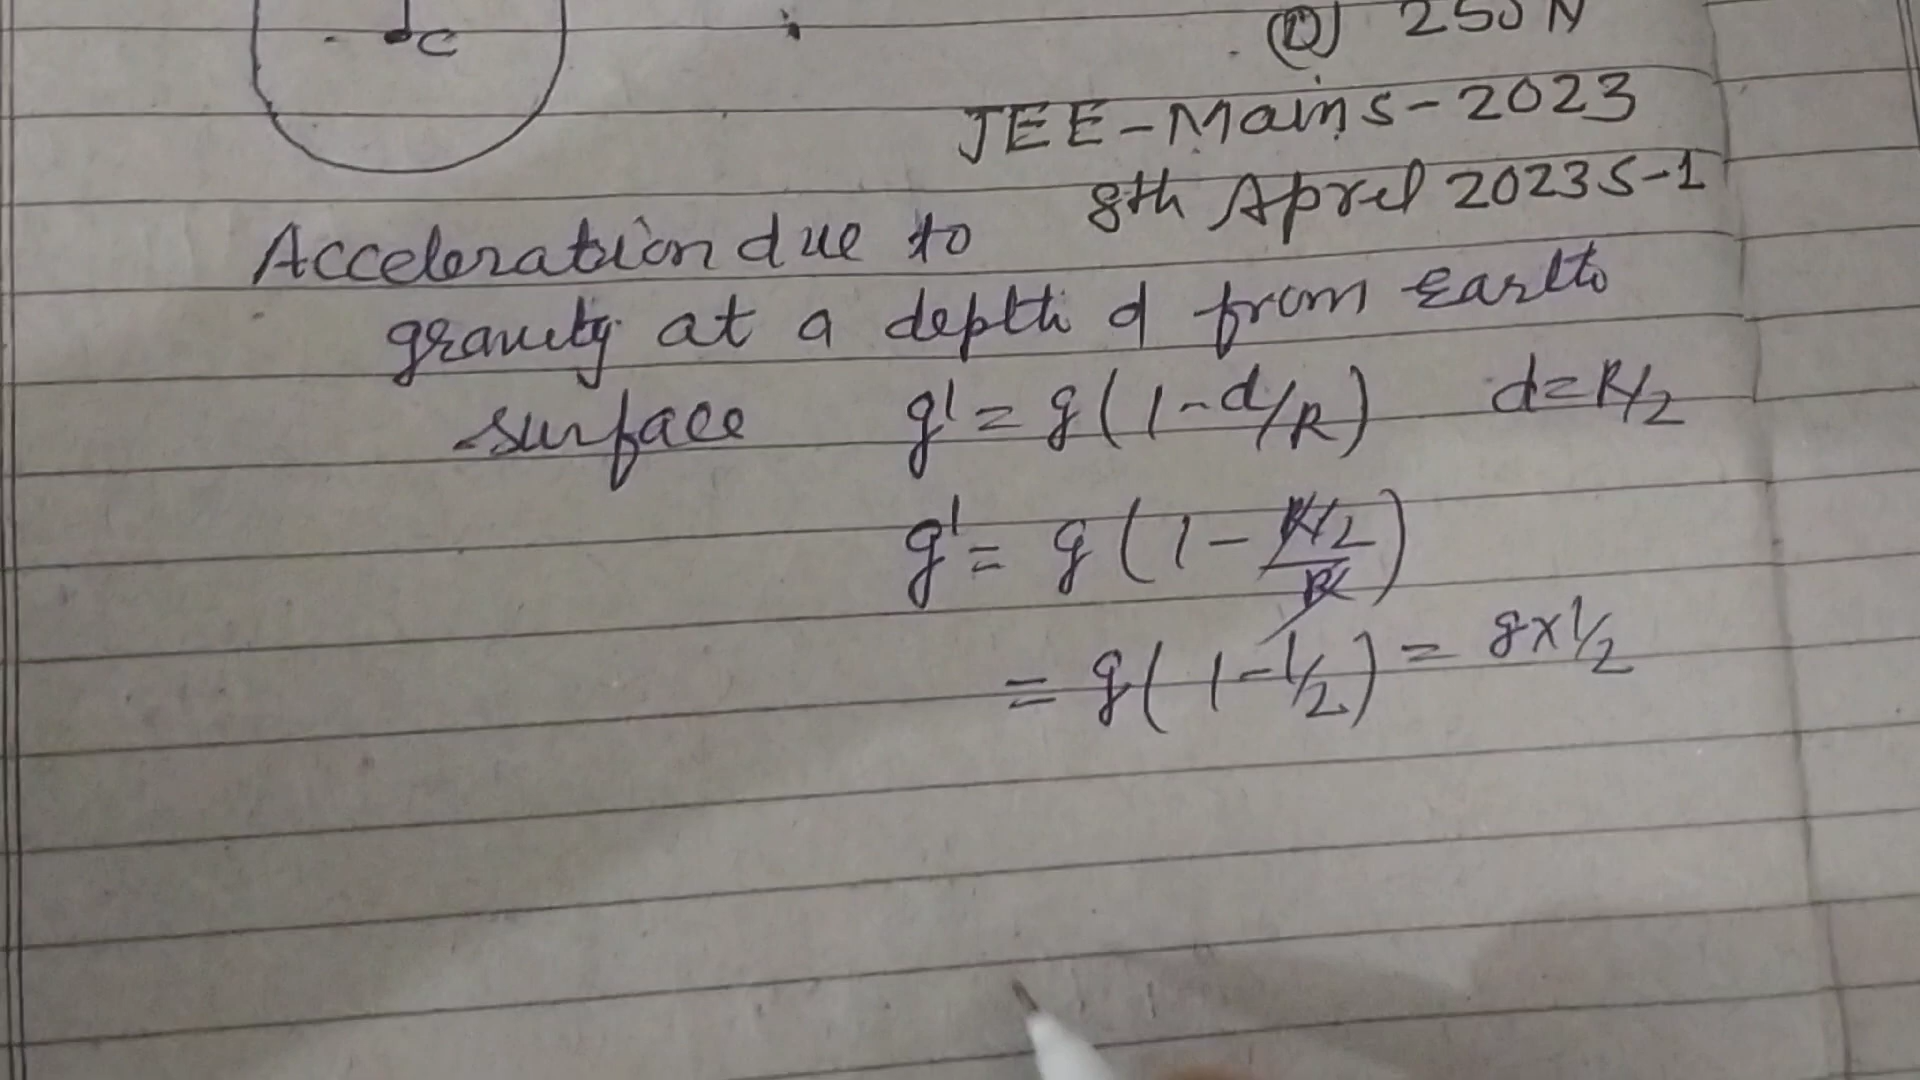 C
(D) 250 N
JEE-Mains-2023
8th April 2023 S-1
Acceleration due to
gravity at a depth d from Earth
surface g' = g(1-d/R) d=R/2
g' = g(1-\frac{R/2}{R})
= g(1-1/2) = g×1/2